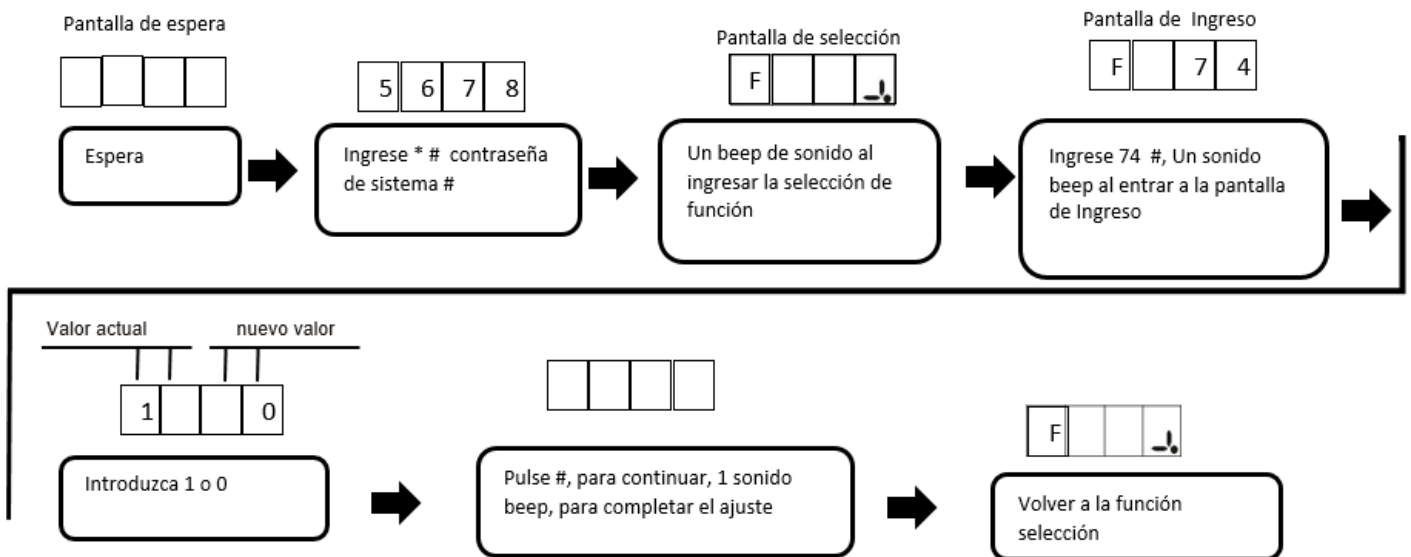 Pantalla de espera
Espera
5 6 7 8
Ingrese * # contraseña
de sistema #
Pantalla de selección
F
Un beep de sonido al
ingresar la selección de
función
Pantalla de Ingreso
F 7 4
Ingrese 74 #, Un sonido
beep al entrar a la pantalla
de Ingreso
Valor actual nuevo valor
1 0
Introduzca 1 o 0
Pulse #, para continuar, 1 sonido
beep, para completar el ajuste
F
Volver a la función
selección